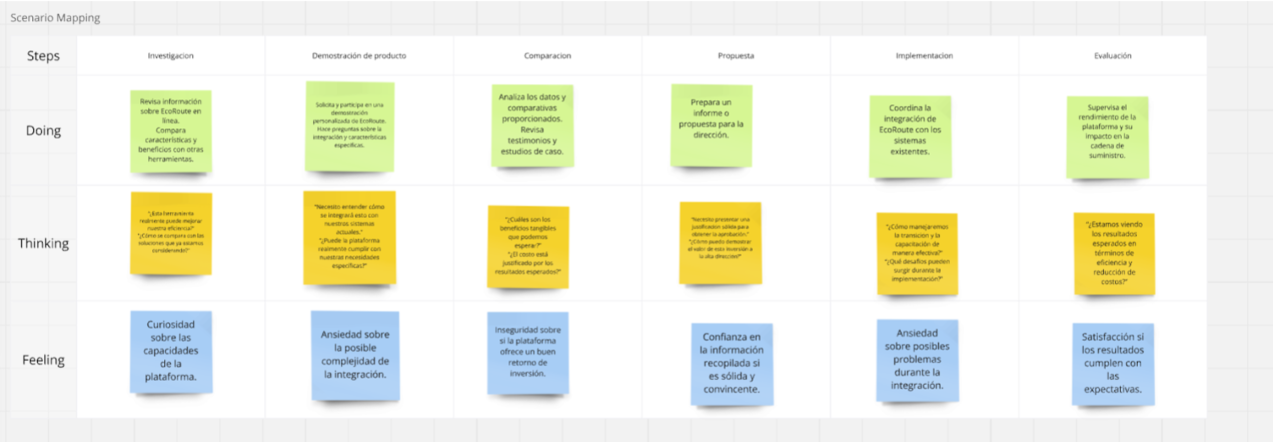 Scenario Mapping
Steps
Investigacion
Demostración de producto
Comparacion
Propuesta
Implementacion
Evaluación
Doing
Revisa información
sobre EcoRoute en
línea.
Compara
características y
beneficios con otras
herramientas.
Solicita y participa en una
demostración
personalizada de EcoRoute.
Hace preguntas sobre la
integración y características
específicas.
Analiza los datos y
comparativas
proporcionados.
Revisa
testimonios y
estudios de caso.
Prepara un
informe o
propuesta para la
dirección.
Coordina la
integración de
EcoRoute con los
sistemas
existentes.
Supervisa el
rendimiento de la
plataforma y su
impacto en la
cadena de
suministro.
Thinking
"¿Esta herramienta
realmente puede mejorar
nuestra eficiencia?"
"¿Cómo se compara con las
soluciones que ya estamos
considerando?"
"Necesito entender cómo
se integrará esto con
nuestros sistemas
actuales."
"¿Puede la plataforma
realmente cumplir con
nuestras necesidades
específicas?"
"¿Cuáles son los
beneficios tangibles
que podemos
esperar?"
"¿El costo está
justificado por los
resultados esperados?"
"Necesito presentar una
justificación sólida para
obtener la aprobación."
"¿Cómo puedo demostrar
el valor de esta inversión a
la alta dirección?"
"¿Cómo manejaremos
la transición y la
capacitación de
manera efectiva?"
"¿Qué desafíos pueden
surgir durante la
implementación?"
"¿Estamos viendo
los resultados
esperados en
términos de
eficiencia y
reducción de
costos?"
Feeling
Curiosidad
sobre las
capacidades
de la
plataforma.
Ansiedad sobre
la posible
complejidad de
la integración.
Inseguridad sobre
si la plataforma
ofrece un buen
retorno de
inversión.
Confianza en
la información
recopilada si
es sólida y
convincente.
Ansiedad
sobre posibles
problemas
durante la
integración.
Satisfacción si
los resultados
cumplen con
las
expectativas.